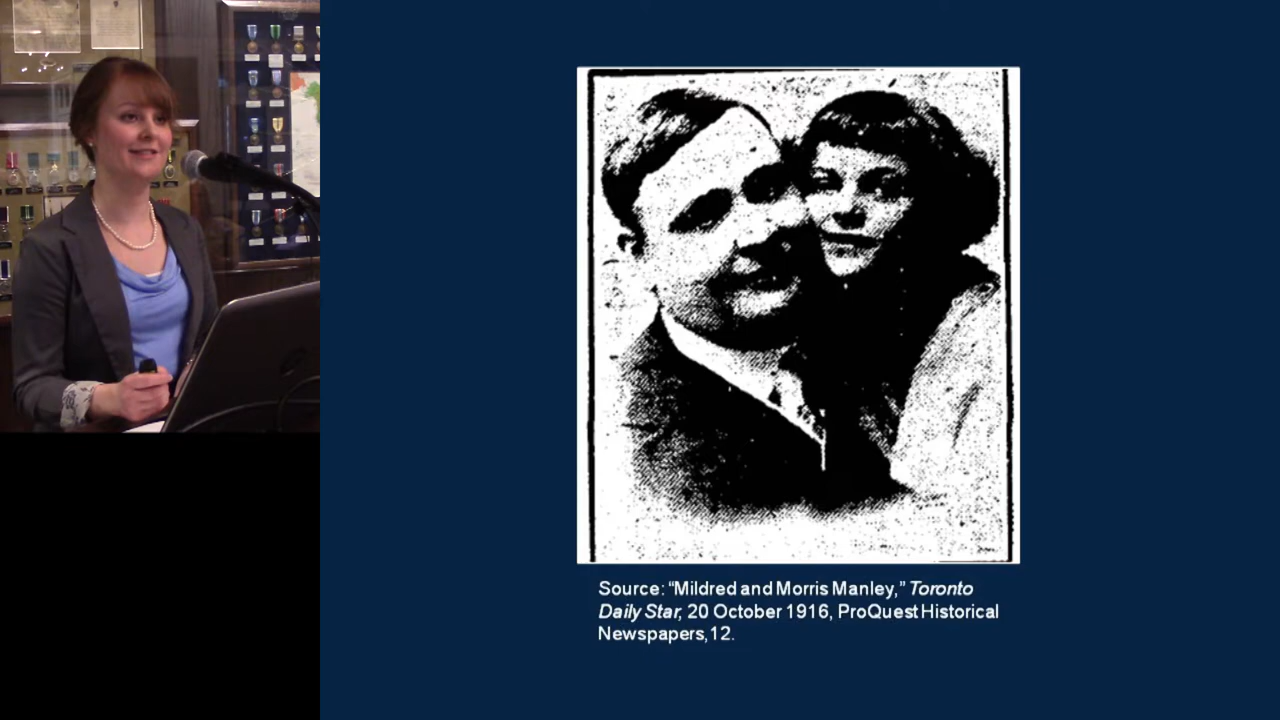 Source: “Mildred and Morris Manley,” Toronto
Daily Star, 20 October 1916, ProQuest Historical
Newspapers, 12.